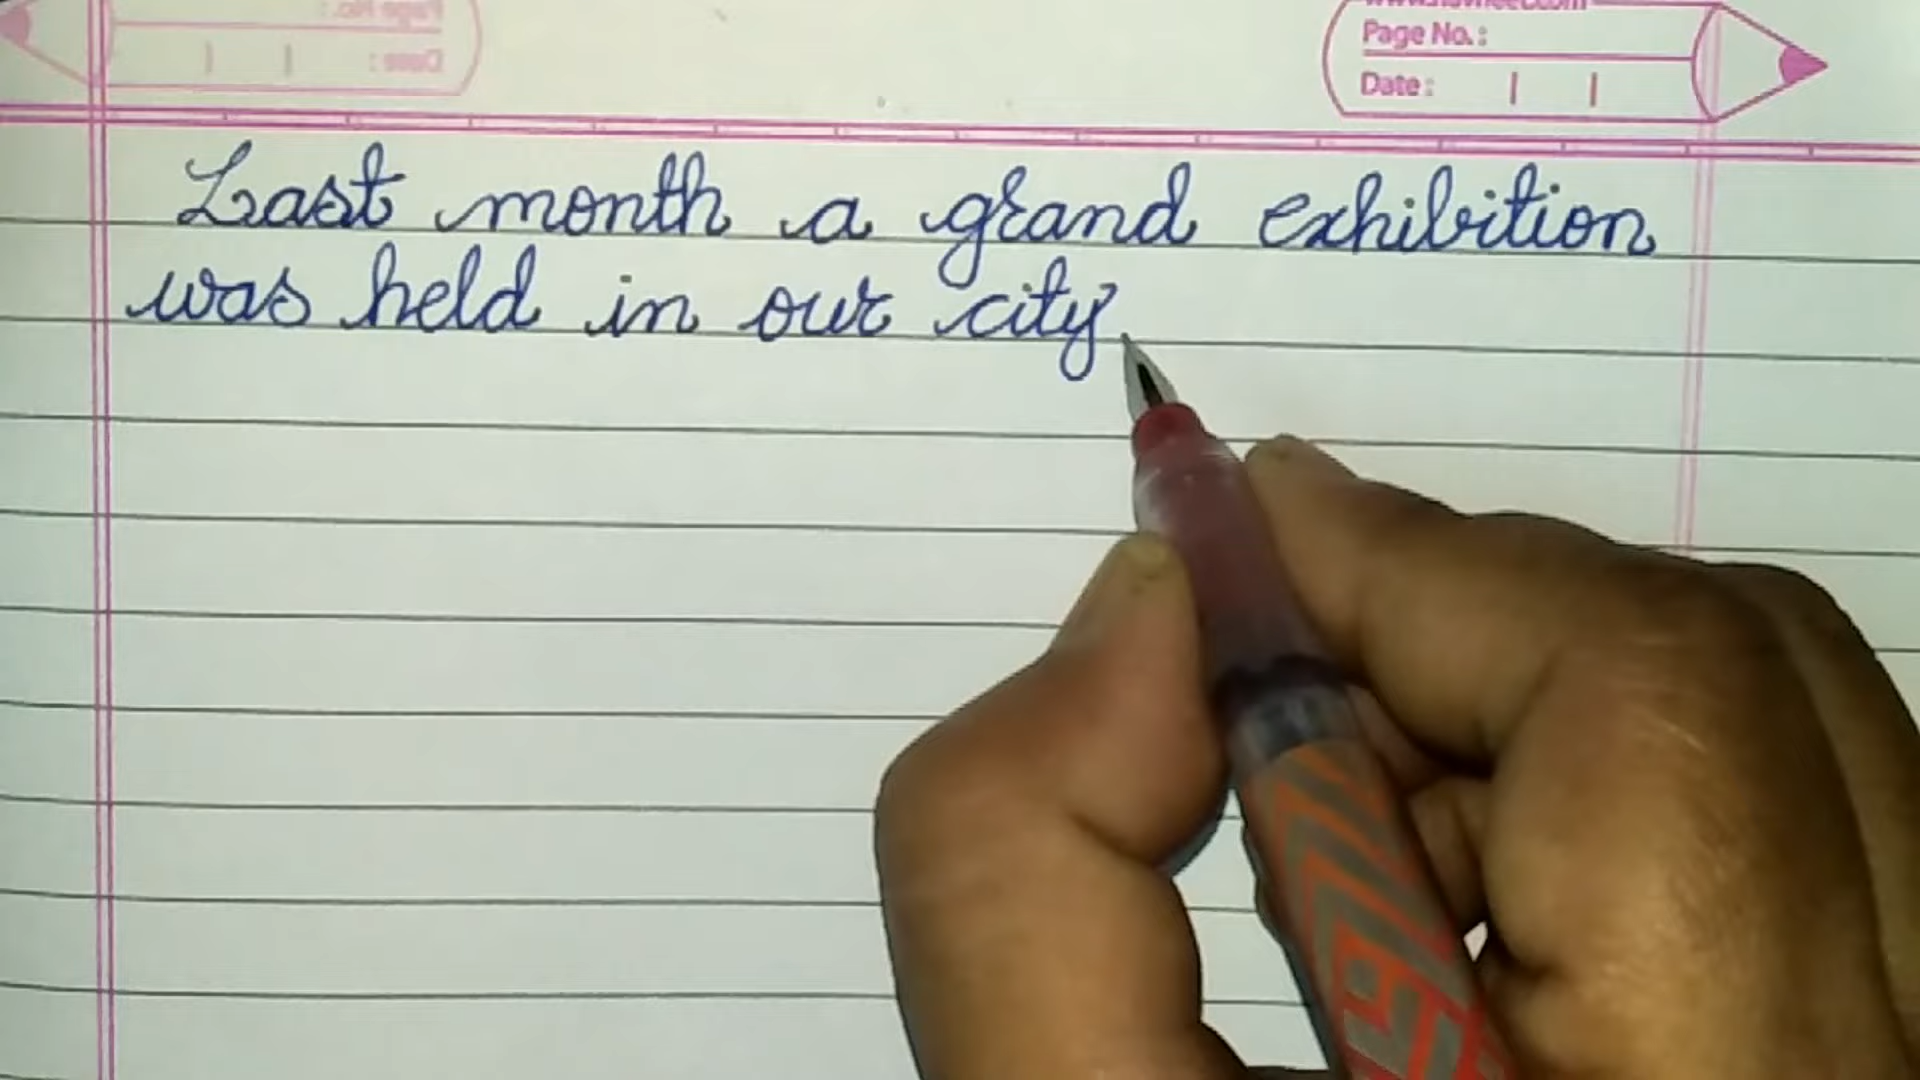 Page No.:
Date:
Last month a grand exhibition
was held in our city